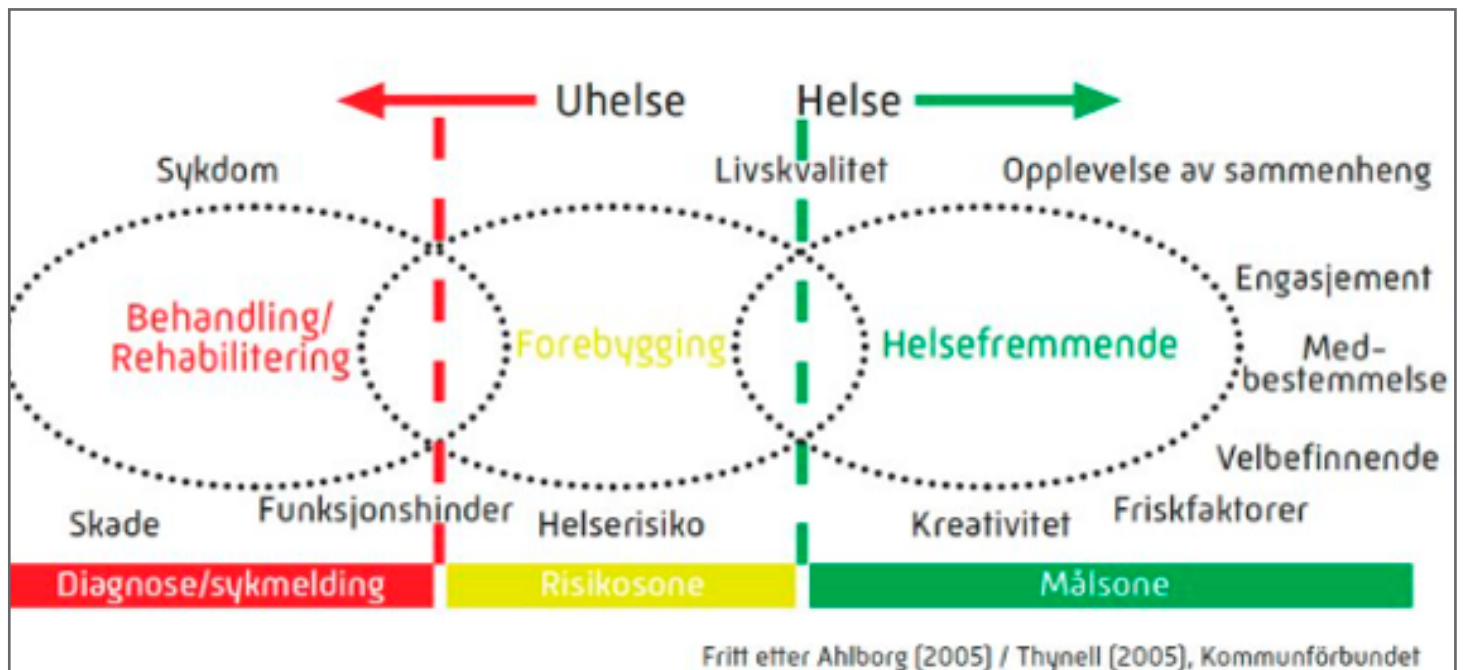 Uhelse
Helse
Sykdom
Livskvalitet
Opplevelse av sammenheng
Behandling/
Rehabilitering
Forebygging
Helsefremmende
Engasjement
Med-
bestemmelse
Velbefinnende
Skade
Funksjonshinder
Helserisiko
Kreativitet
Friskfaktorer
Diagnose/sykmelding
Risikosone
Målsone
Fritt etter Ahlborg (2005) / Thynell (2005), Kommunförbundet